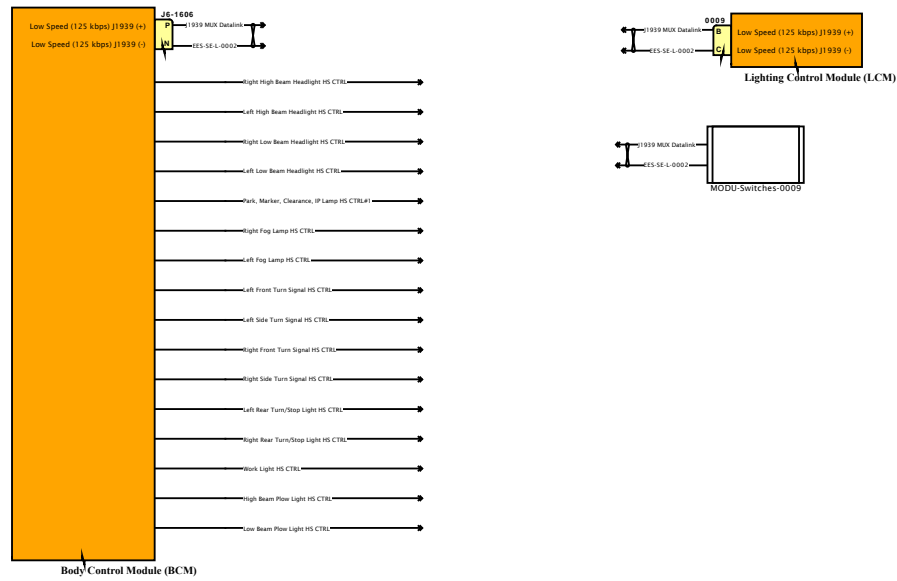 J6-1606
Low Speed (125 kbps) J1939 (+)
P
J1939 MUX Datalink
Low Speed (125 kbps) J1939 (-)
N
EES-SE-L-0002
Right High Beam Headlight HS CTRL
Left High Beam Headlight HS CTRL
Right Low Beam Headlight HS CTRL
Left Low Beam Headlight HS CTRL
Park, Marker, Clearance, IP Lamp HS CTRL#1
Right Fog Lamp HS CTRL
Left Fog Lamp HS CTRL
Left Front Turn Signal HS CTRL
Left Side Turn Signal HS CTRL
Right Front Turn Signal HS CTRL
Right Side Turn Signal HS CTRL
Left Rear Turn/Stop Light HS CTRL
Right Rear Turn/Stop Light HS CTRL
Work Light HS CTRL
High Beam Plow Light HS CTRL
Low Beam Plow Light HS CTRL
Body Control Module (BCM)
0009
J1939 MUX Datalink
B
Low Speed (125 kbps) J1939 (+)
EES-SE-L-0002
C
Low Speed (125 kbps) J1939 (-)
Lighting Control Module (LCM)
J1939 MUX Datalink
EES-SE-L-0002
MODU-Switches-0009